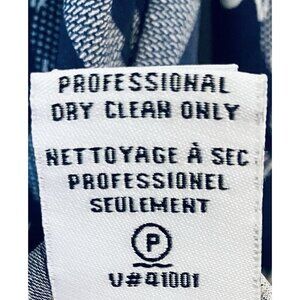 PROFESSIONAL
DRY CLEAN ONLY
NETTOYAGE À SEC
PROFESSIONEL
SEULEMENT
P
V#41001